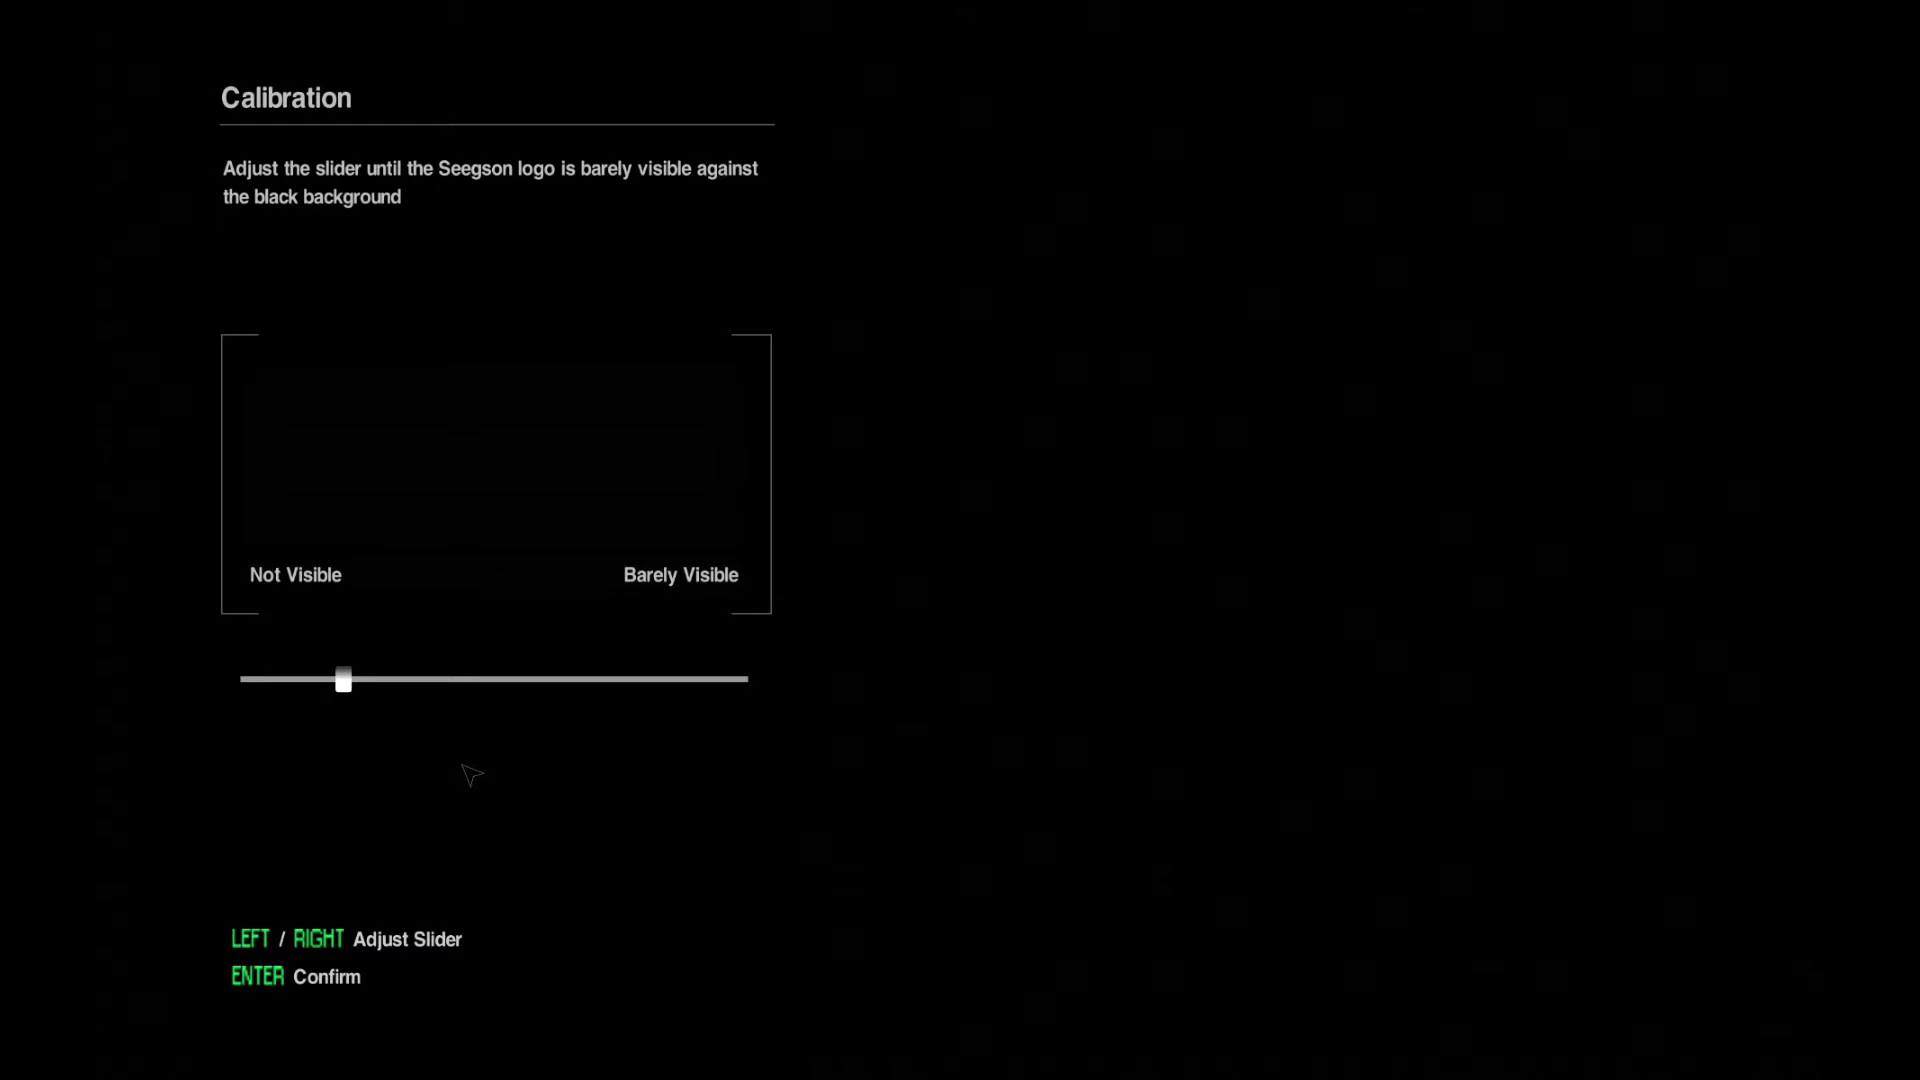 Calibration
Adjust the slider until the Seegson logo is barely visible against
the black background
Not Visible
Barely Visible
LEFT / RIGHT Adjust Slider
ENTER Confirm